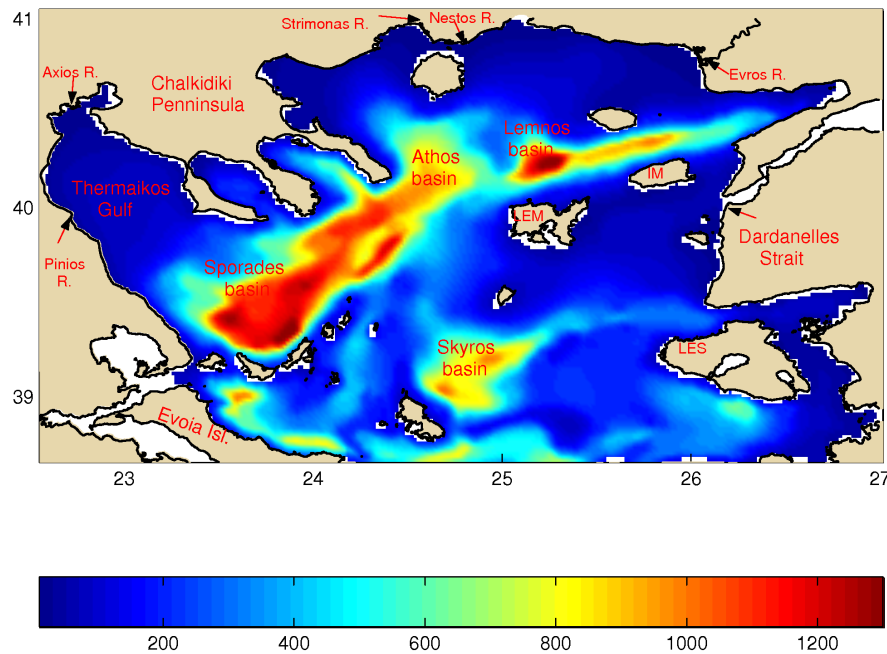 41
40
39
Strimonas R.
Nestos R.
Axios R.
Evros R.
Chalkidiki
Penninsula
Lemnos
basin
Athos
basin
IM
Thermaikos
Gulf
LEM
Pinios
R.
Dardanelles
Strait
Sporades
basin
Skyros
basin
LES
Evoia Isl.
23
24
25
26
27
200
400
600
800
1000
1200